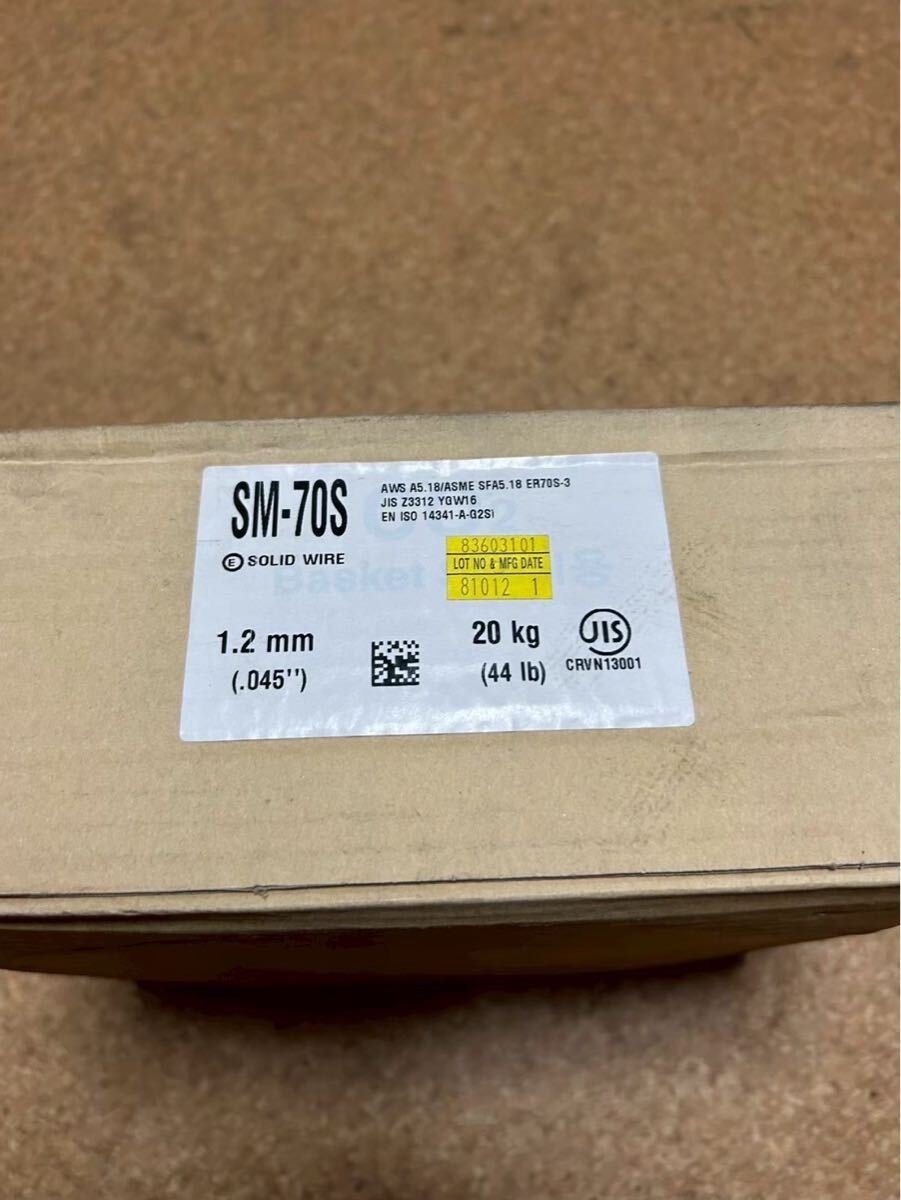 SM-70S
Ⓔ SOLID WIRE
AWS A5.18/ASME SFA5.18 ER70S-3
JIS Z3312 YGW16
EN ISO 14341-A-G2Si
83603101
LOT NO & MFG DATE
81012 1
Basket
1.2 mm
(.045'')
20 kg
(44 lb)
JIS
CRVN13001